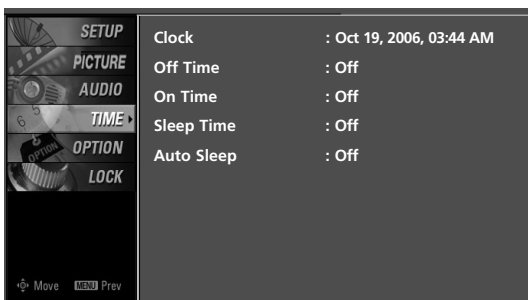 SETUP
PICTURE
AUDIO
TIME
OPTION
LOCK
Move MENU Prev
Clock : Oct 19, 2006, 03:44 AM
Off Time : Off
On Time : Off
Sleep Time : Off
Auto Sleep : Off